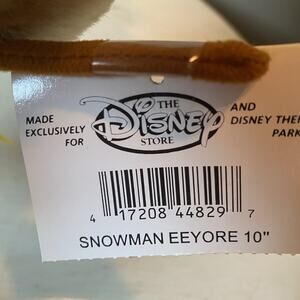 MADE
EXCLUSIVELY
FOR
THE
Disney
STORE
AND
DISNEY THE
PARK
4 17208 44829 7
SNOWMAN EEYORE 10"